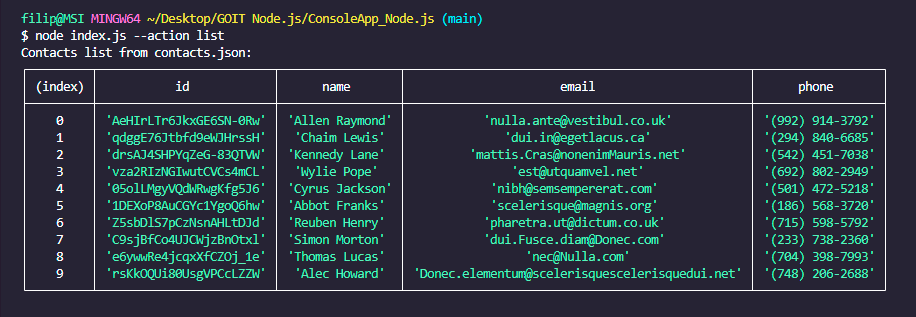 filip@MSI MINGW64 ~/Desktop/GOIT Node.js/ConsoleApp_Node.js (main)
$ node index.js --action list
Contacts list from contacts.json:
(index) id name email phone
0 'AeHIrLTr6JkxGE6SN-0Rw' 'Allen Raymond' 'nulla.ante@vestibul.co.uk' '(992) 914-3792'
1 'qdggE76Jtbfd9eWJHrssH' 'Chaim Lewis' 'dui.in@egetlacus.ca' '(294) 840-6685'
2 'drsAJ4SHPYqZeG-83QTVW' 'Kennedy Lane' 'mattis.Cras@nonenimMauris.net' '(542) 451-7038'
3 'vza2RIzNGIwutCVCs4mCL' 'Wylie Pope' 'est@utquamvel.net' '(692) 802-2949'
4 '05olLMgyVQdWRwgKfg5J6' 'Cyrus Jackson' 'nibh@semsempererat.com' '(501) 472-5218'
5 '1DEXoP8AuCGYc1YgoQ6hw' 'Abbot Franks' 'scelerisque@magnis.org' '(186) 568-3720'
6 'Z5sbDlS7pCzNsnAHLtDJd' 'Reuben Henry' 'pharetra.ut@dictum.co.uk' '(715) 598-5792'
7 'C9sjBfCo4UJCWjzBnOtxl' 'Simon Morton' 'dui.Fusce.diam@Donec.com' '(233) 738-2360'
8 'e6ywwRe4jcqxXfCZOj_1e' 'Thomas Lucas' 'nec@Nulla.com' '(704) 398-7993'
9 'rsKkOQUi80UsgVPCcLZZW' 'Alec Howard' 'Donec.elementum@scelerisquescelerisquedui.net' '(748) 206-2688'